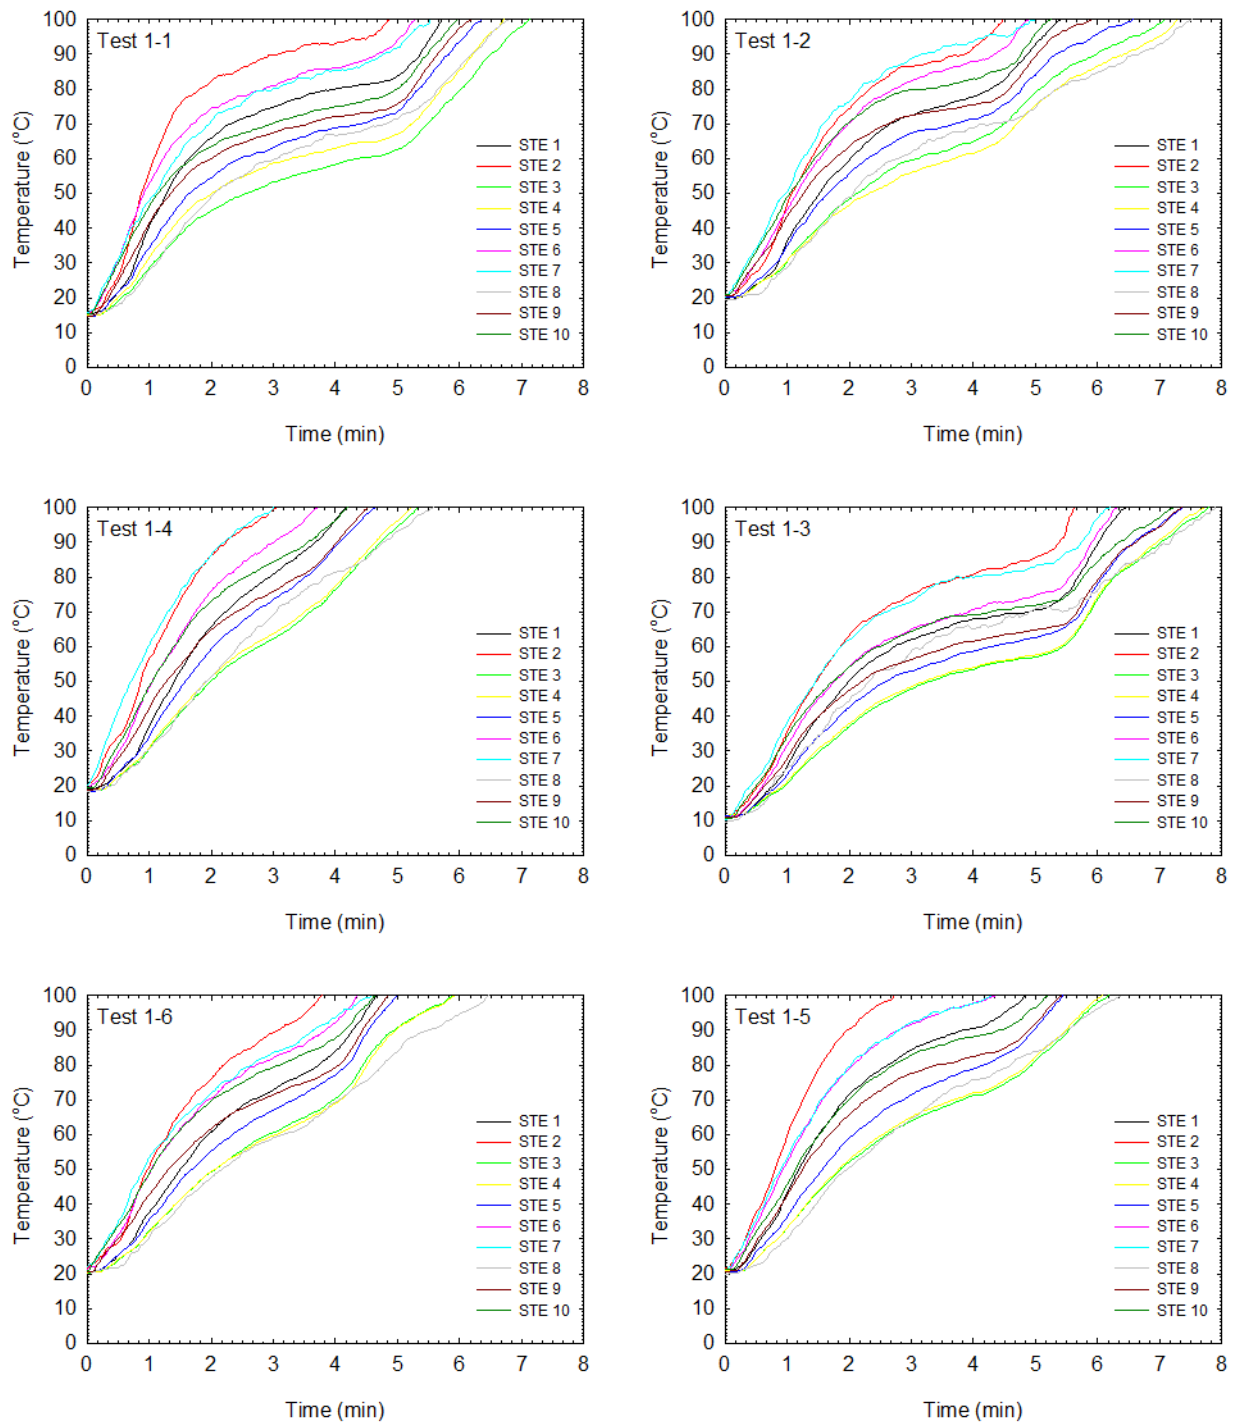 Test 1-1
Temperature (°C)
100
90
80
70
60
50
40
30
20
10
0
STE 1
STE 2
STE 3
STE 4
STE 5
STE 6
STE 7
STE 8
STE 9
STE 10
0 1 2 3 4 5 6 7 8
Time (min)
Test 1-2
Temperature (°C)
100
90
80
70
60
50
40
30
20
10
0
STE 1
STE 2
STE 3
STE 4
STE 5
STE 6
STE 7
STE 8
STE 9
STE 10
0 1 2 3 4 5 6 7 8
Time (min)
Test 1-4
Temperature (°C)
100
90
80
70
60
50
40
30
20
10
0
STE 1
STE 2
STE 3
STE 4
STE 5
STE 6
STE 7
STE 8
STE 9
STE 10
0 1 2 3 4 5 6 7 8
Time (min)
Test 1-3
Temperature (°C)
100
90
80
70
60
50
40
30
20
10
0
STE 1
STE 2
STE 3
STE 4
STE 5
STE 6
STE 7
STE 8
STE 9
STE 10
0 1 2 3 4 5 6 7 8
Time (min)
Test 1-6
Temperature (°C)
100
90
80
70
60
50
40
30
20
10
0
STE 1
STE 2
STE 3
STE 4
STE 5
STE 6
STE 7
STE 8
STE 9
STE 10
0 1 2 3 4 5 6 7 8
Time (min)
Test 1-5
Temperature (°C)
100
90
80
70
60
50
40
30
20
10
0
STE 1
STE 2
STE 3
STE 4
STE 5
STE 6
STE 7
STE 8
STE 9
STE 10
0 1 2 3 4 5 6 7 8
Time (min)